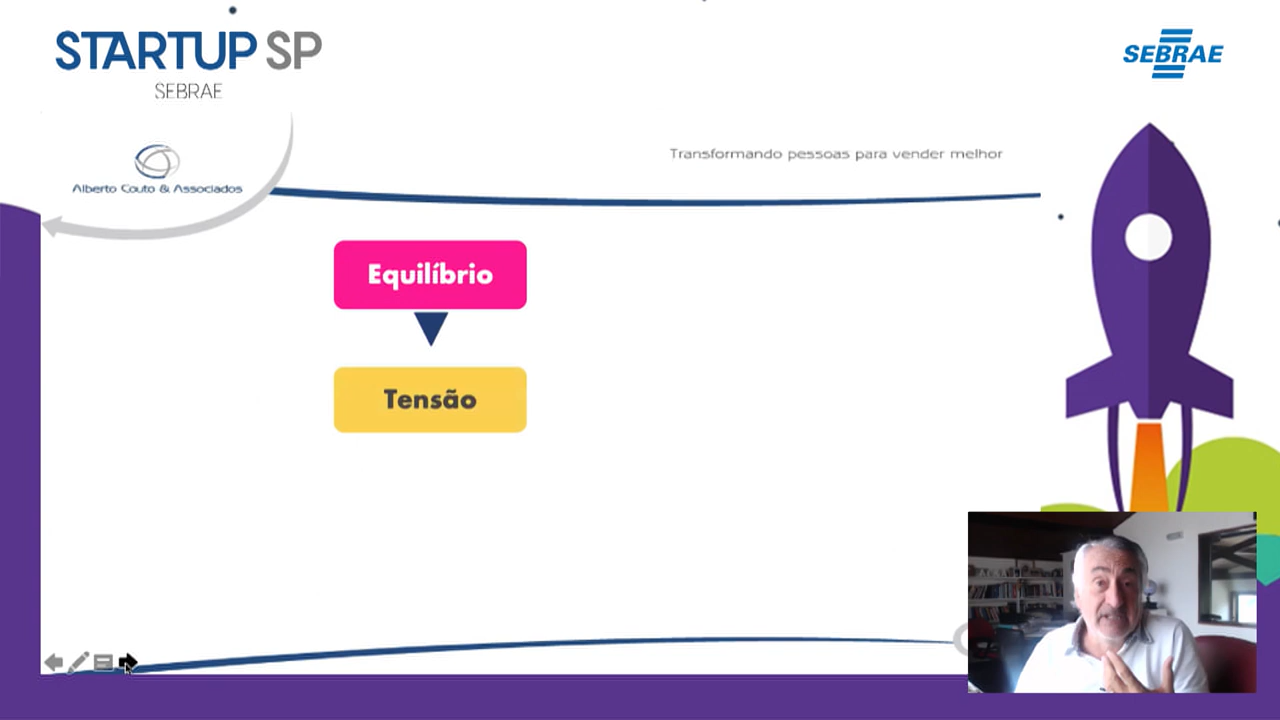 STARTUP SP
SEBRAE
SEBRAE
Transformando pessoas para vender melhor
Alberto Couto & Associados
Equilíbrio
Tensão